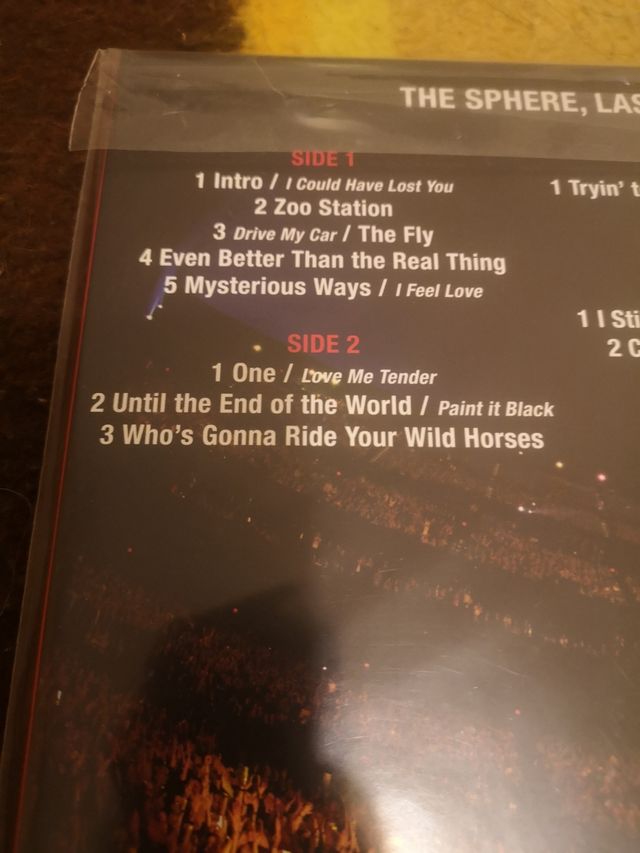 THE SPHERE, LAS
SIDE 1
1 Intro / I Could Have Lost You
2 Zoo Station
3 Drive My Car / The Fly
4 Even Better Than the Real Thing
5 Mysterious Ways / I Feel Love
SIDE 2
1 One / Love Me Tender
2 Until the End of the World / Paint it Black
3 Who's Gonna Ride Your Wild Horses
1 Tryin' t
1 I Sti
2 C